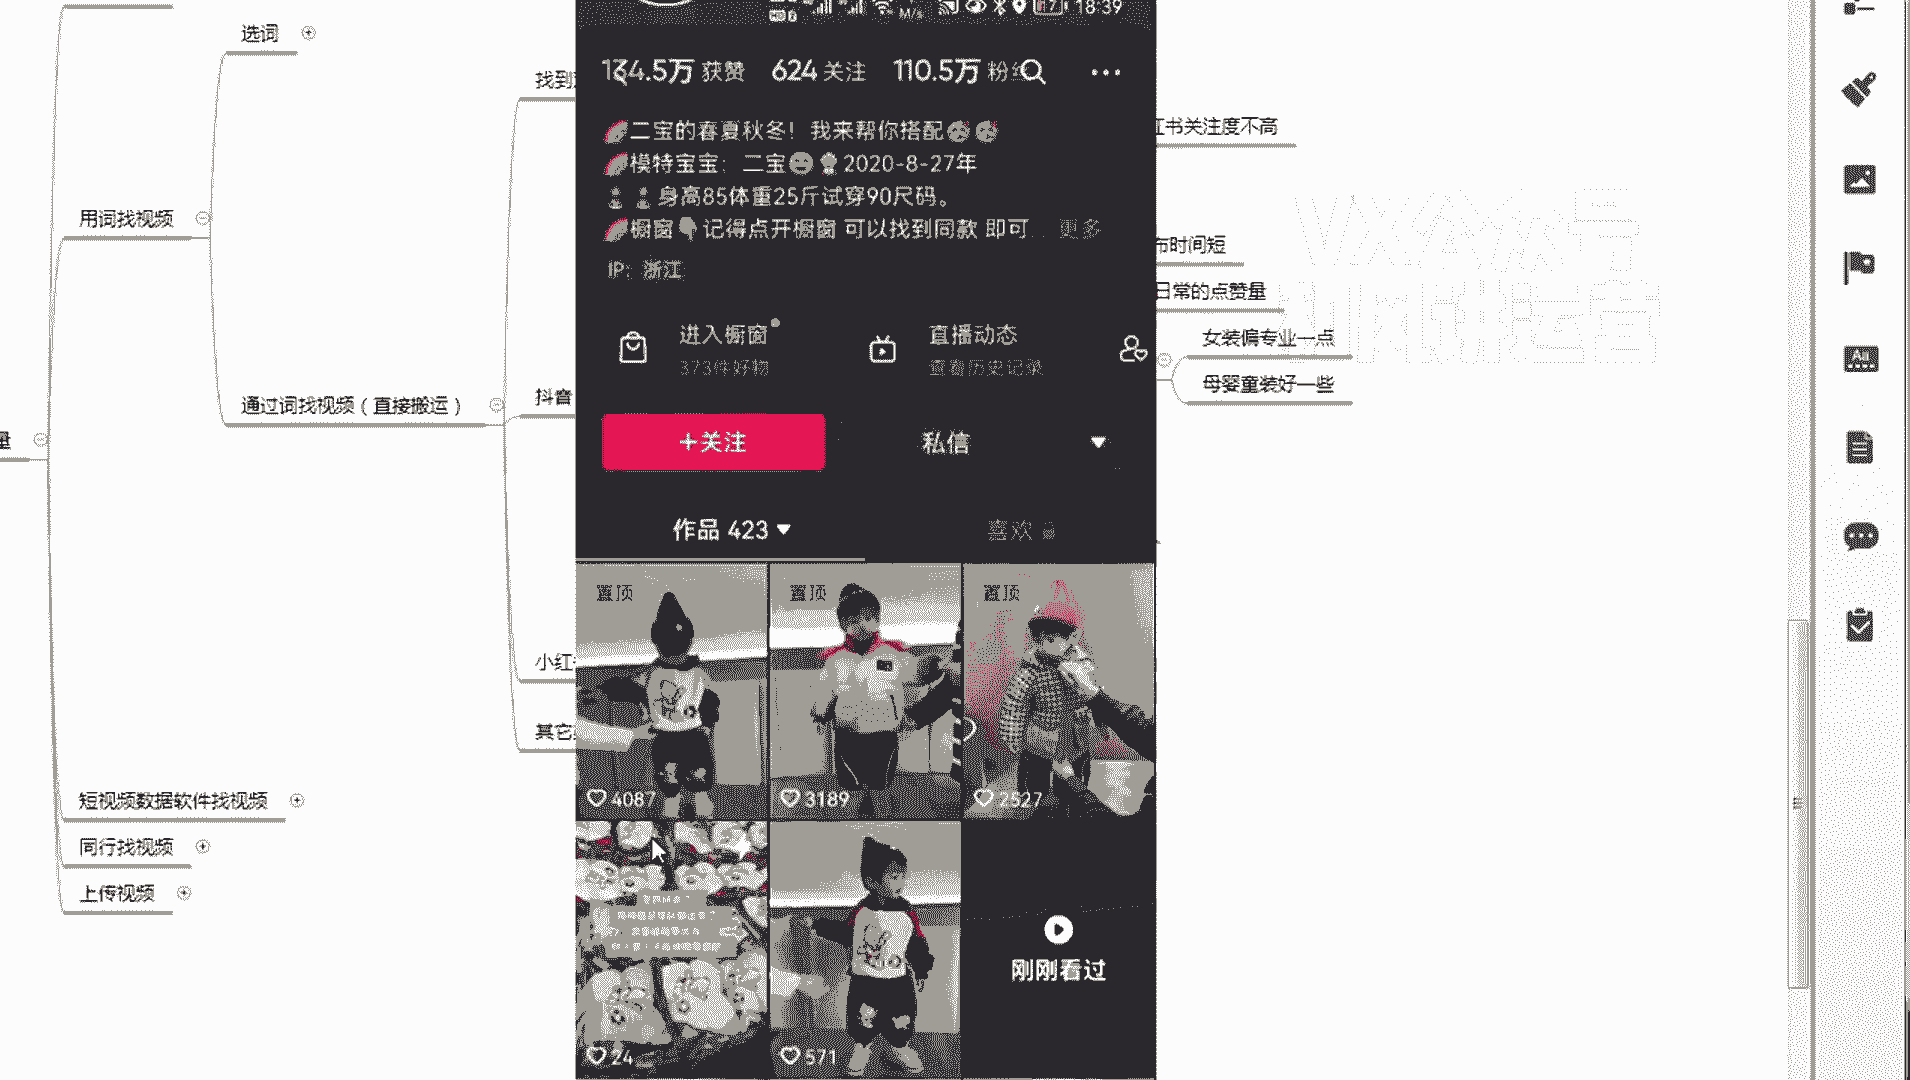 选词
用词找视频
通过词找视频（直接搬运）
短视频数据软件找视频
同行找视频
上传视频
量
找到
抖音
小红
其它
18:39
134.5万 获赞 624 关注 110.5万 粉丝
二宝的春夏秋冬！我来帮你搭配
模特宝宝：二宝 2020-8-27年
身高85体重25斤试穿90尺码。
橱窗 记得点开橱窗 可以找到同款 即可... 更多
IP：浙江
进入橱窗
373件好物
直播动态
查看历史记录
+关注
私信
作品 423
喜欢
置顶
置顶
置顶
4087
3189
2527
24
571
刚刚看过
红书关注度不高
布时间短
日常的点赞量
女装偏专业一点
母婴童装好一些
VX公众号